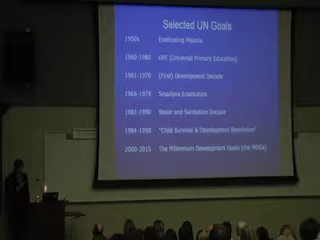 Selected UN Goals
1950s Eradicating Malaria
1960-1980 UPE (Universal Primary Education)
1961-1970 (First) Development Decade
1966-1979 Smallpox Eradication
1981-1990 Water and Sanitation Decade
1984-1990 "Child Survival & Development Revolution"
2000-2015 The Millennium Development Goals (the MDGs)